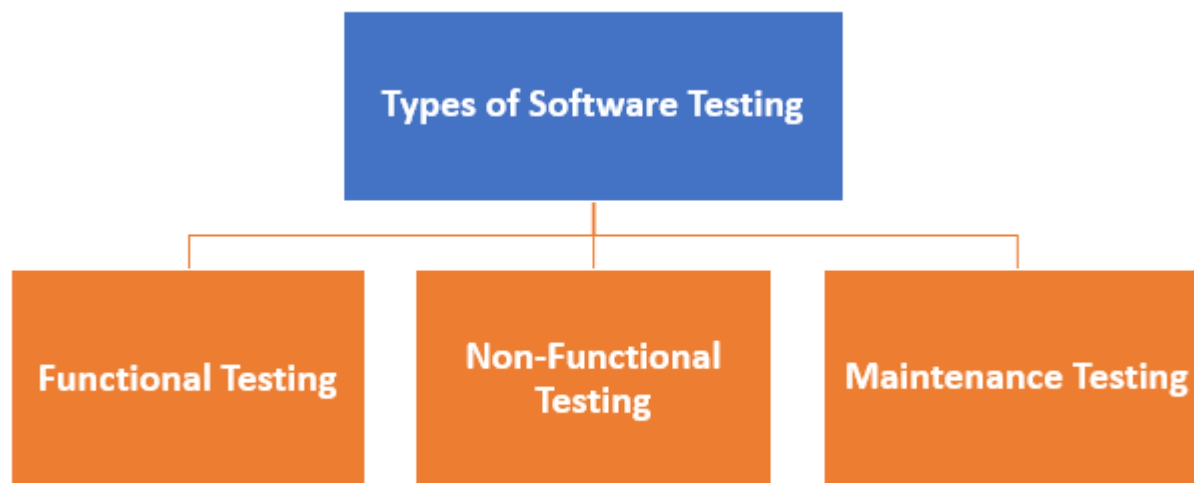 Types of Software Testing
Functional Testing
Non-Functional
Testing
Maintenance Testing